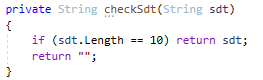 private String checkSdt(String sdt)
{
    if (sdt.Length == 10) return sdt;
    return "";
}